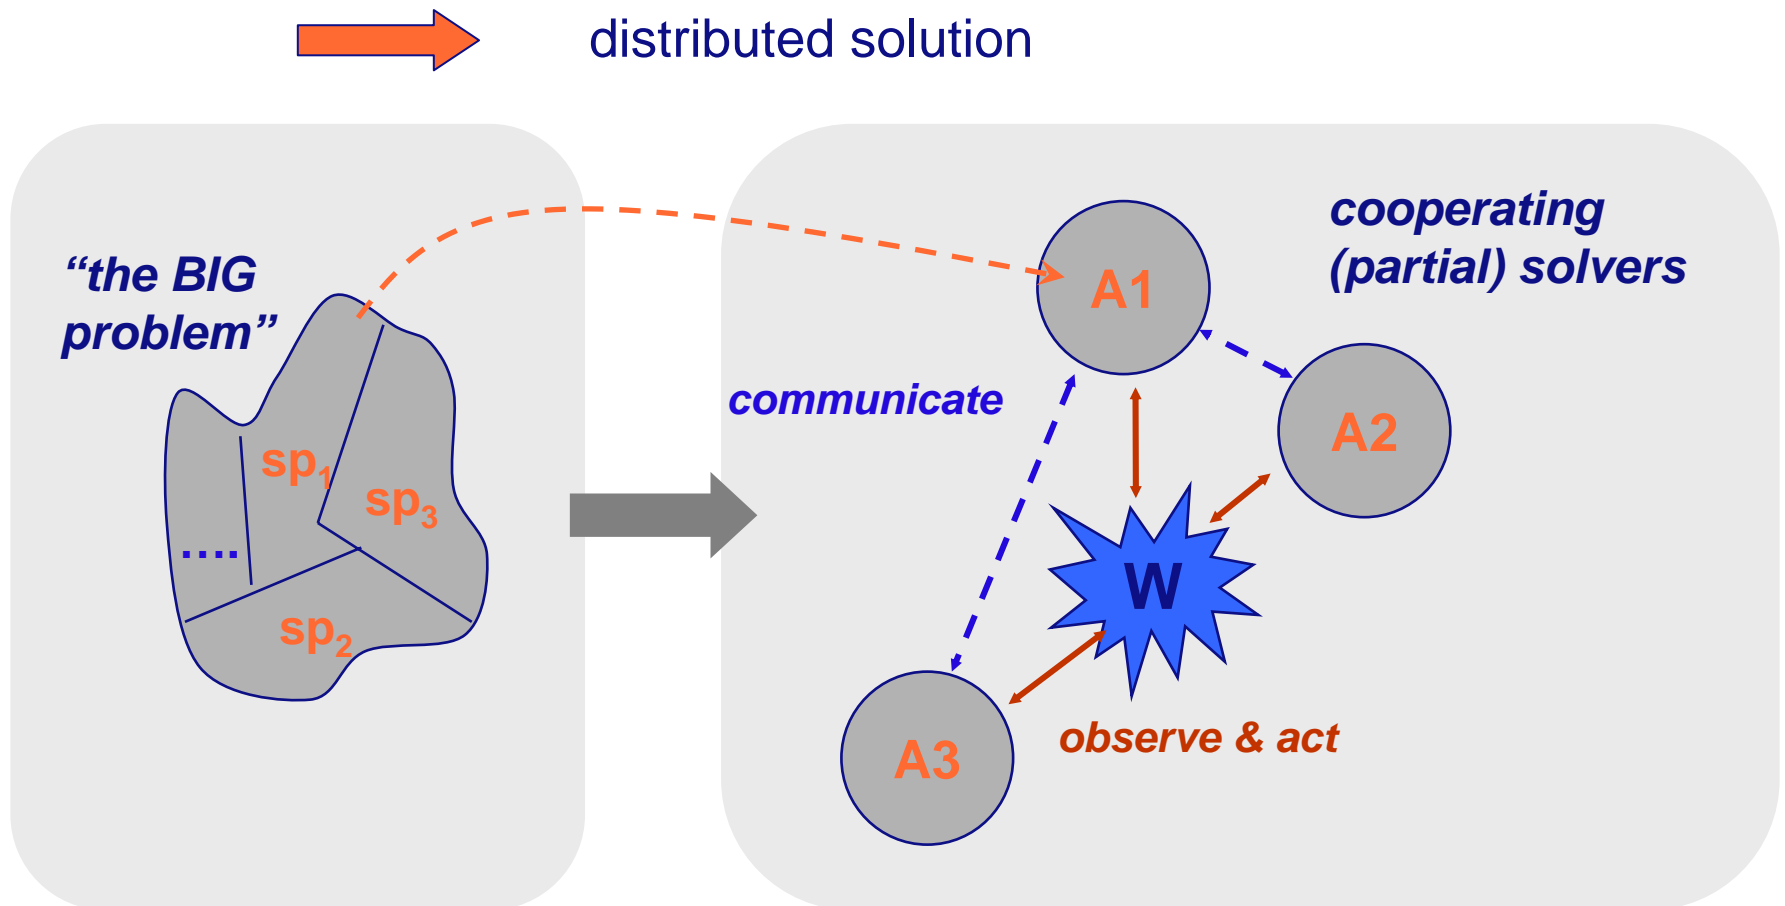 distributed solution
“the BIG
problem”
sp1
sp3
....
sp2
cooperating
(partial) solvers
A1
communicate
A2
W
A3
observe & act